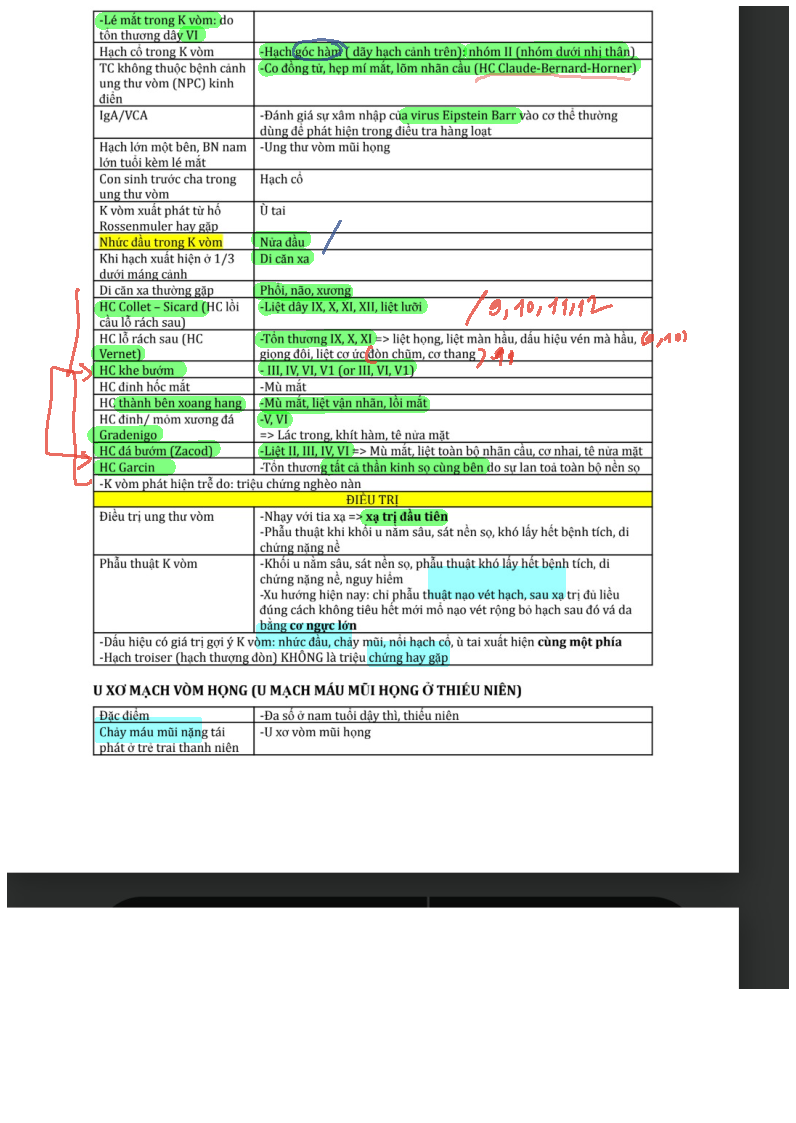 -Lé mắt trong K vòm: do
tổn thương dây VI
Hạch cổ trong K vòm
-Hạch góc hàm ( dãy hạch cảnh trên): nhóm II (nhóm dưới nhị thân)
TC không thuộc bệnh cảnh
ung thư vòm (NPC) kinh
điển
-Co đồng tử, hẹp mí mắt, lõm nhãn cầu (HC Claude-Bernard-Horner)
IgA/VCA
-Đánh giá sự xâm nhập của virus Eipstein Barr vào cơ thể thường
dùng để phát hiện trong điều tra hàng loạt
Hạch lớn một bên, BN nam
lớn tuổi kèm lé mắt
-Ung thư vòm mũi họng
Con sinh trước cha trong
ung thư vòm
Hạch cổ
K vòm xuất phát từ hố
Rossenmuler hay gặp
Ù tai
Nhức đầu trong K vòm
Nửa đầu
Khi hạch xuất hiện ở 1/3
dưới máng cảnh
Di căn xa
Di căn xa thường gặp
Phổi, não, xương
HC Collet – Sicard (HC lồi
cầu lỗ rách sau)
-Liệt dây IX, X, XI, XII, liệt lưỡi
/ 9, 10, 11, 12
HC lỗ rách sau (HC
Vernet)
-Tổn thương IX, X, XI => liệt họng, liệt màn hầu, dấu hiệu vén mà hầu,
(9, 10)
giọng đôi, liệt cơ ức đòn chũm, cơ thang
11
HC khe bướm
- III, IV, VI, V1 (or III, VI, V1)
HC đỉnh hốc mắt
-Mù mắt
HC thành bên xoang hang
-Mù mắt, liệt vận nhãn, lồi mắt
HC đỉnh/ mỏm xương đá
Gradenigo
-V, VI
=> Lác trong, khít hàm, tê nửa mặt
HC đá bướm (Zacod)
-Liệt II, III, IV, VI => Mù mắt, liệt toàn bộ nhãn cầu, cơ nhai, tê nửa mặt
HC Garcin
-Tổn thương tất cả thần kinh sọ cùng bên do sự lan toả toàn bộ nền sọ
-K vòm phát hiện trễ do: triệu chứng nghèo nàn
ĐIỀU TRỊ
Điều trị ung thư vòm
-Nhạy với tia xạ => xạ trị đầu tiên
-Phẫu thuật khi khối u nằm sâu, sát nền sọ, khó lấy hết bệnh tích, di
chứng nặng nề
Phẫu thuật K vòm
-Khối u nằm sâu, sát nền sọ, phẫu thuật khó lấy hết bệnh tích, di
chứng nặng nề, nguy hiểm
-Xu hướng hiện nay: chỉ phẫu thuật nạo vét hạch, sau xạ trị đủ liều
đúng cách không tiêu hết mới mổ nạo vét rộng bỏ hạch sau đó vá da
bằng cơ ngực lớn
-Dấu hiệu có giá trị gợi ý K vòm: nhức đầu, chảy mũi, nổi hạch cổ, ù tai xuất hiện cùng một phía
-Hạch troiser (hạch thượng đòn) KHÔNG là triệu chứng hay gặp
U XƠ MẠCH VÒM HỌNG (U MẠCH MÁU MŨI HỌNG Ở THIẾU NIÊN)
Đặc điểm
-Đa số ở nam tuổi dậy thì, thiếu niên
Chảy máu mũi nặng tái
phát ở trẻ trai thanh niên
-U xơ vòm mũi họng